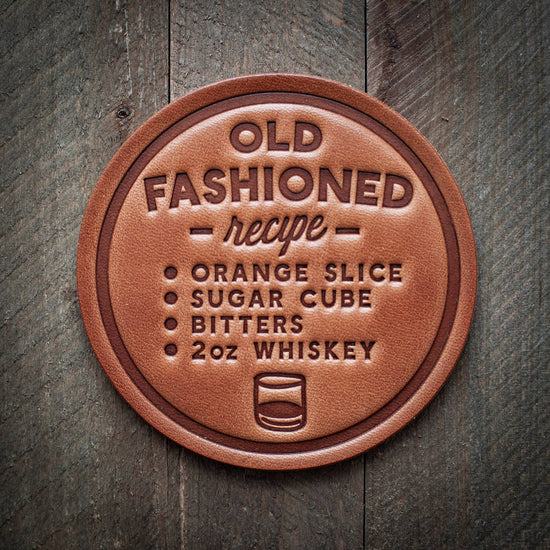 OLD
FASHIONED
- recipe -
• ORANGE SLICE
• SUGAR CUBE
• BITTERS
• 2oz WHISKEY